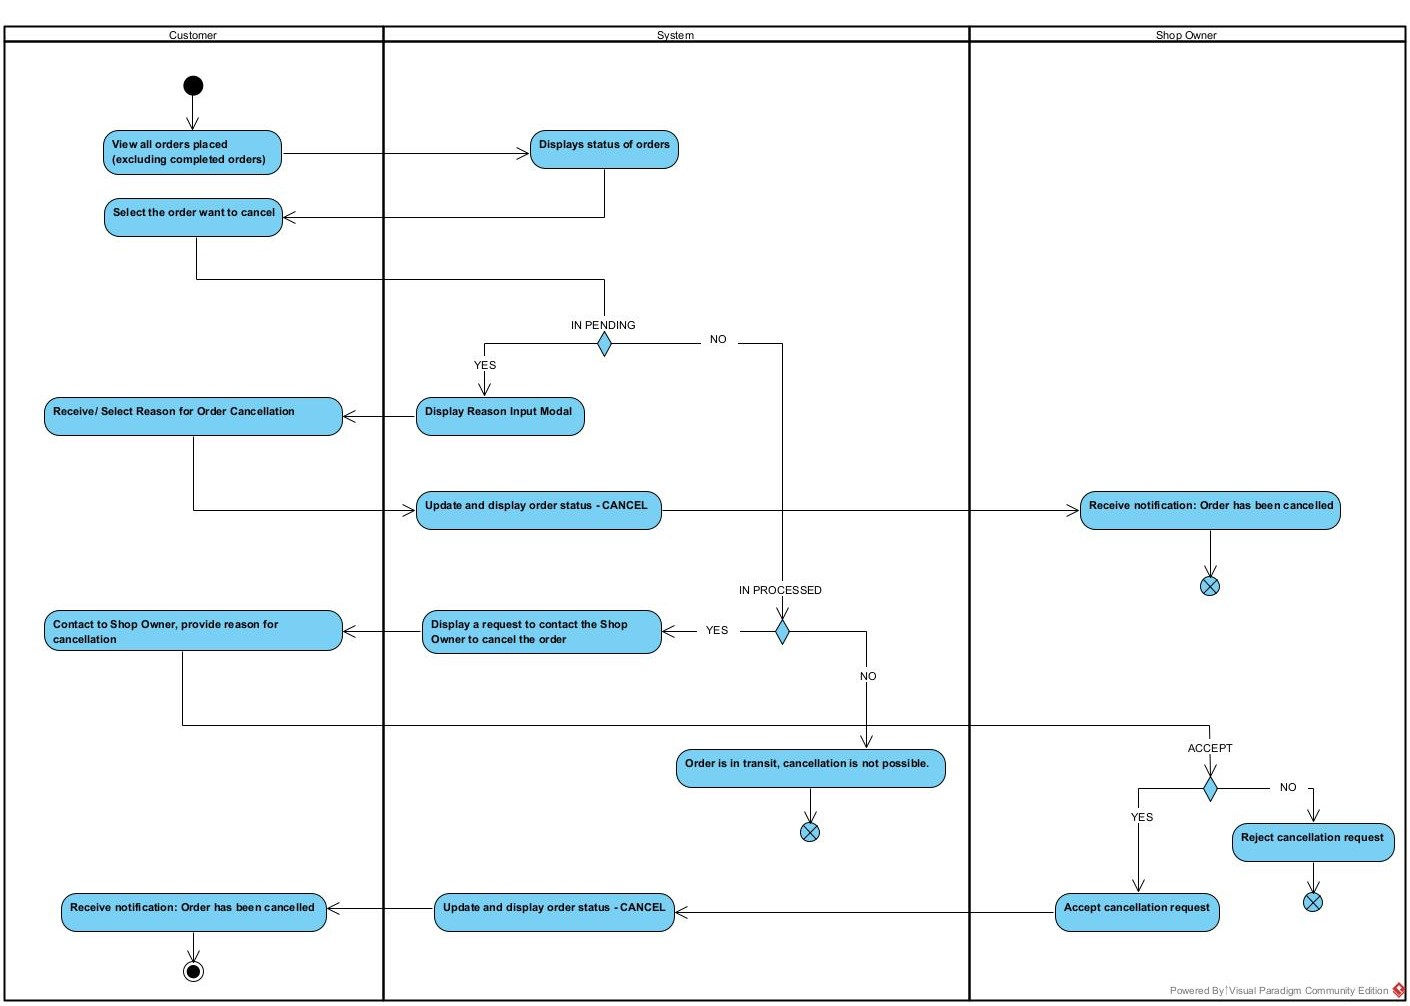 Customer
System
Shop Owner
View all orders placed
(excluding completed orders)
Displays status of orders
Select the order want to cancel
IN PENDING
NO
YES
Receive/ Select Reason for Order Cancellation
Display Reason Input Modal
Update and display order status - CANCEL
Receive notification: Order has been cancelled
IN PROCESSED
Contact to Shop Owner, provide reason for
cancellation
Display a request to contact the Shop
Owner to cancel the order
YES
NO
ACCEPT
Order is in transit, cancellation is not possible.
NO
YES
Reject cancellation request
Receive notification: Order has been cancelled
Update and display order status - CANCEL
Accept cancellation request
Powered By Visual Paradigm Community Edition